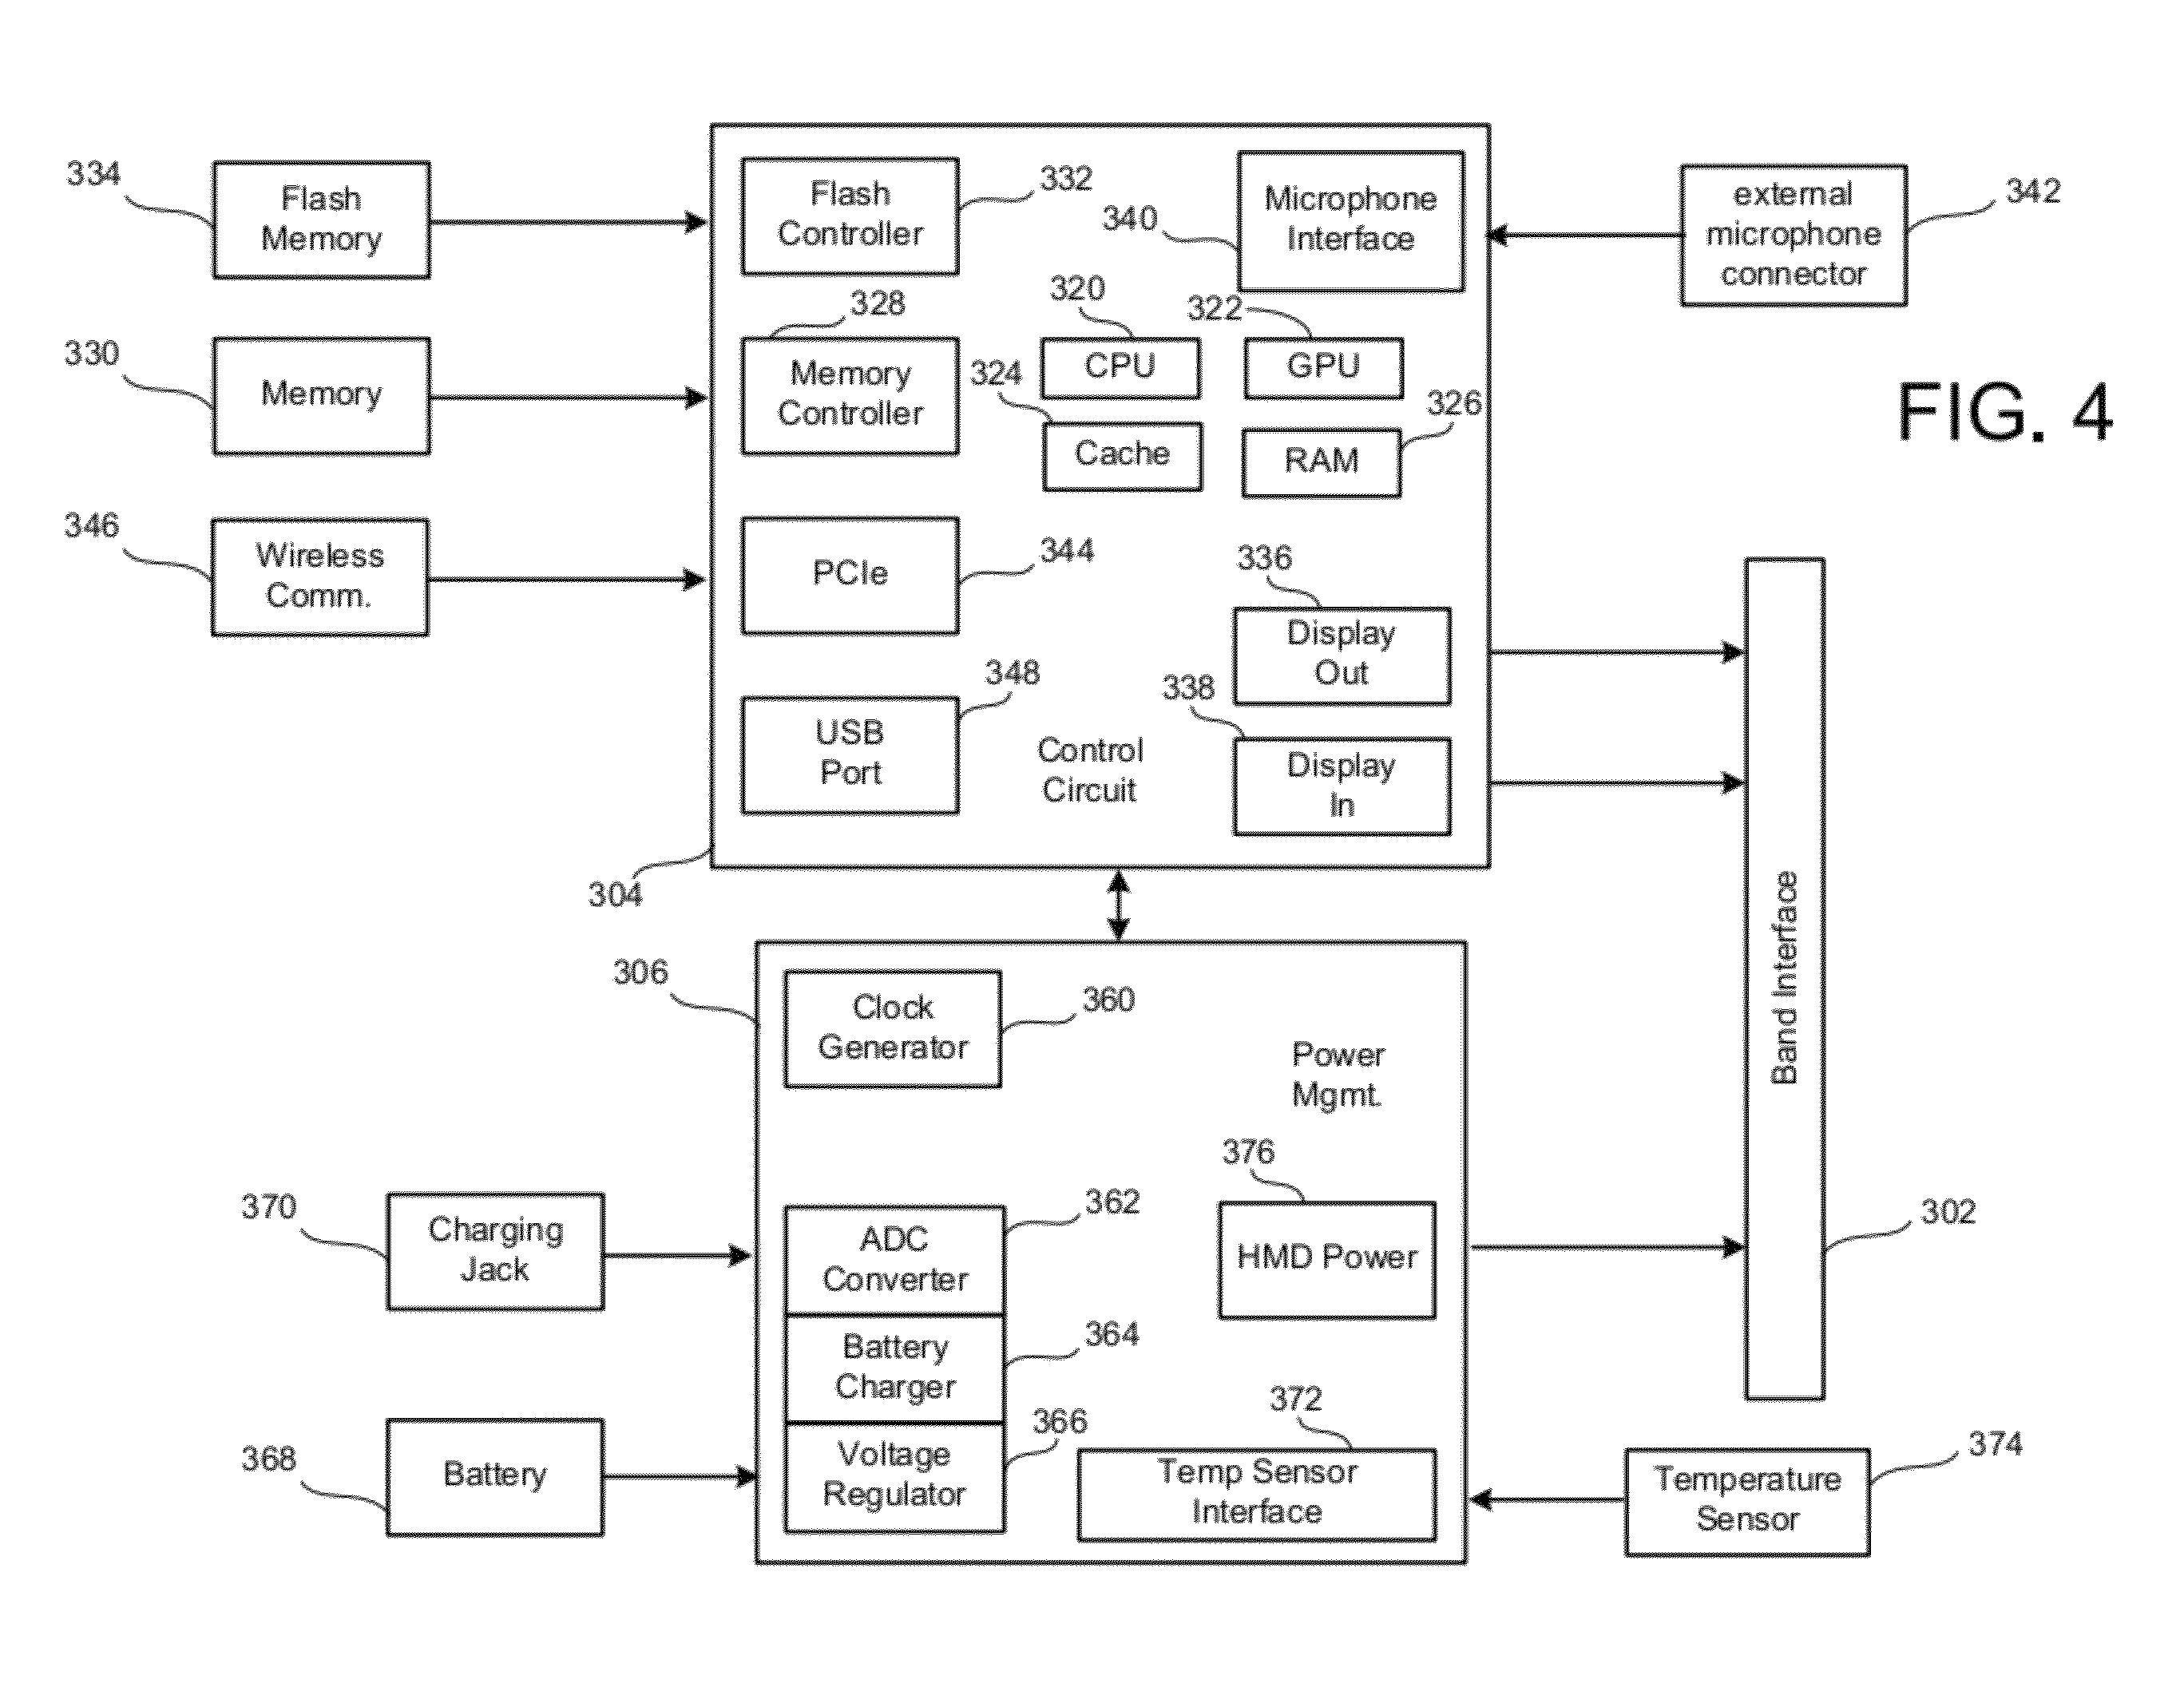 334
Flash
Memory
Flash
Controller
332
340
Microphone
Interface
external
microphone
connector
342
330
Memory
328
Memory
Controller
320
CPU
322
GPU
324
Cache
326
RAM
FIG. 4
346
Wireless
Comm.
PCIe
344
336
Display
Out
348
USB
Port
338
Display
In
Control
Circuit
304
Band Interface
306
Clock
Generator
360
Power
Mgmt.
370
Charging
Jack
ADC
Converter
362
376
HMD Power
302
Battery
Charger
364
368
Battery
Voltage
Regulator
366
372
Temp Sensor
Interface
Temperature
Sensor
374